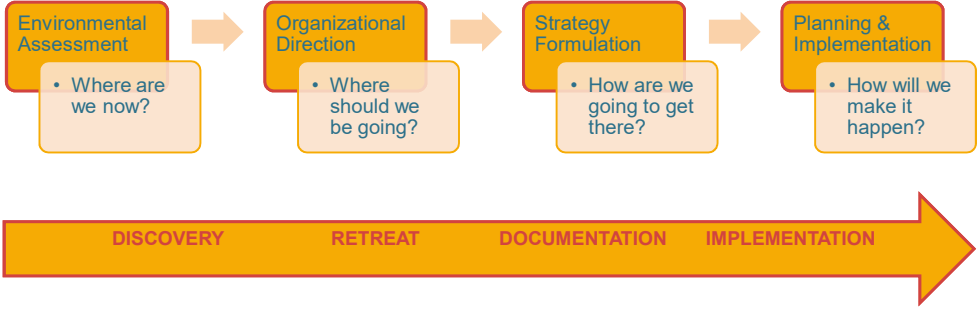 Environmental
Assessment
• Where are
we now?
Organizational
Direction
• Where
should we
be going?
Strategy
Formulation
• How are we
going to get
there?
Planning &
Implementation
• How will we
make it
happen?
DISCOVERY
RETREAT
DOCUMENTATION
IMPLEMENTATION